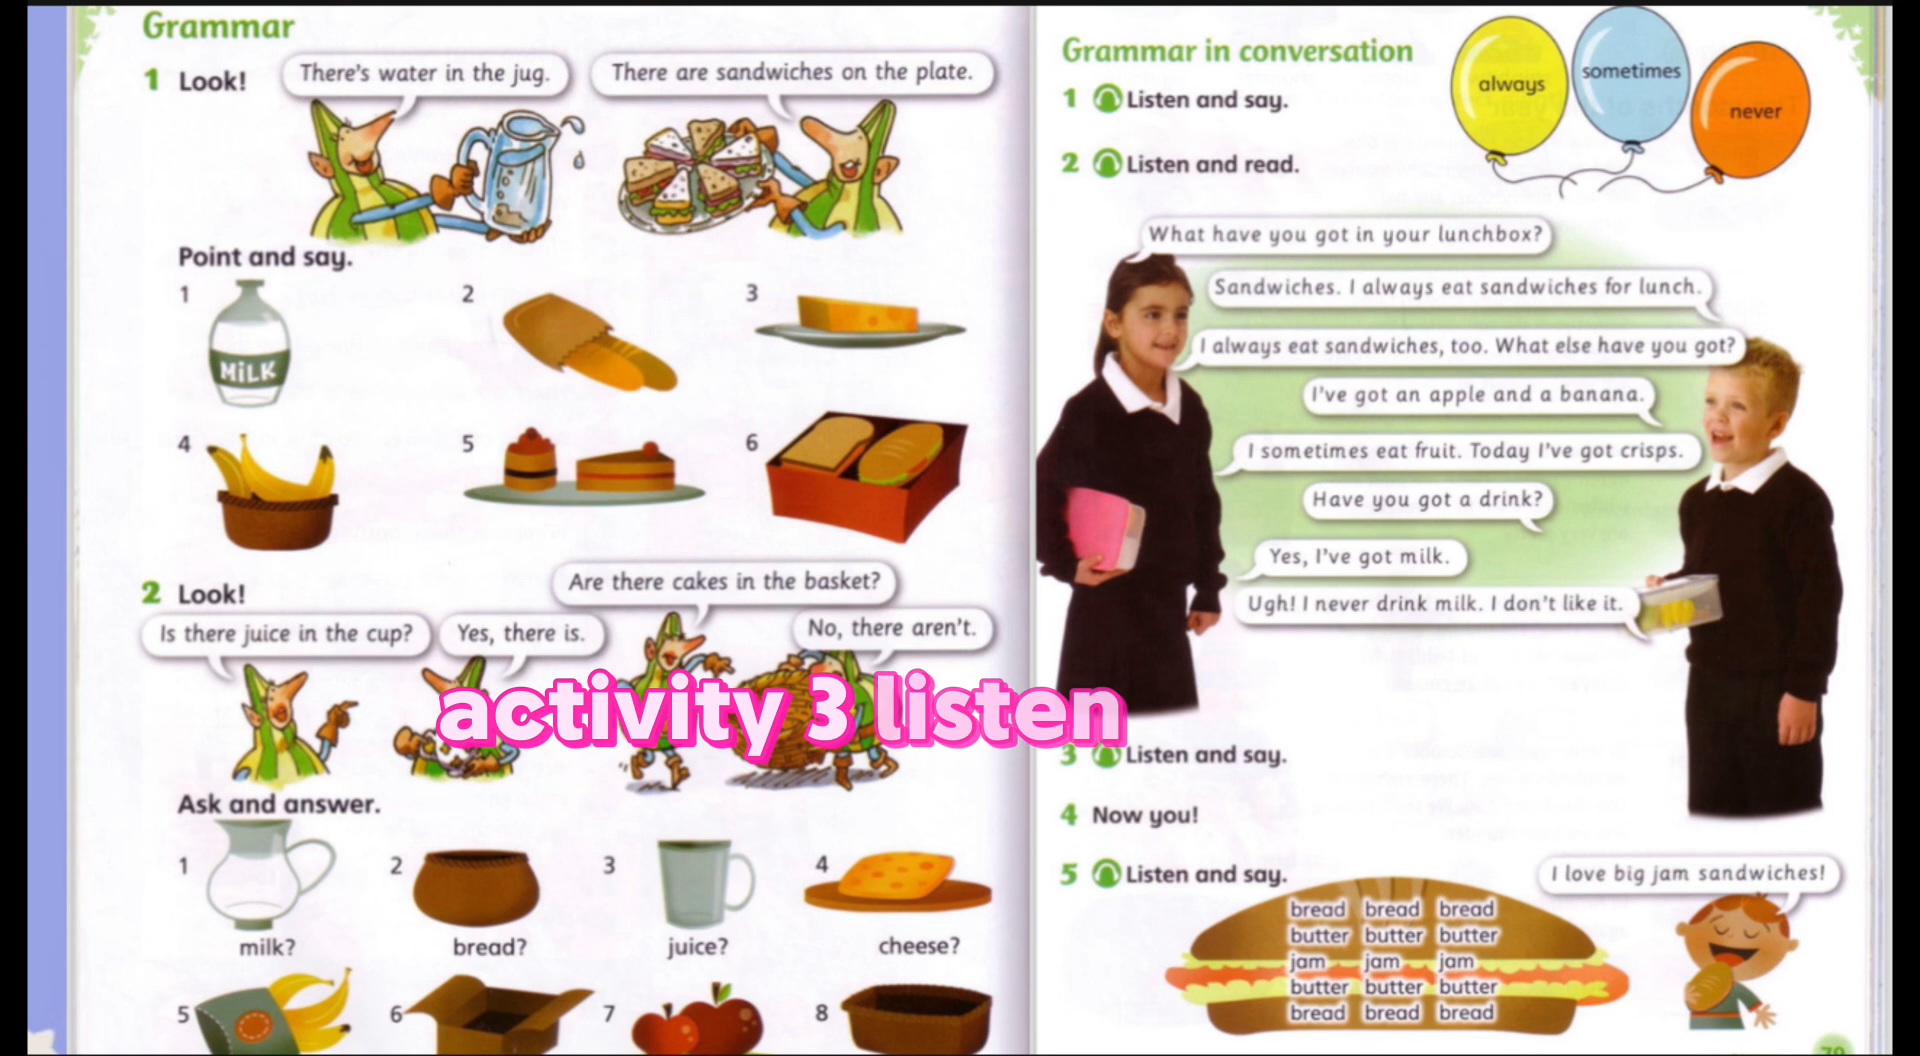 Grammar
1 Look!
There's water in the jug.
There are sandwiches on the plate.
Point and say.
1
2
3
MiLK
4
5
6
2 Look!
Is there juice in the cup?
Yes, there is.
Are there cakes in the basket?
No, there aren't.
Ask and answer.
1
2
3
4
milk?
bread?
juice?
cheese?
5
6
7
8
Grammar in conversation
always
sometimes
never
1 Listen and say.
2 Listen and read.
What have you got in your lunchbox?
Sandwiches. I always eat sandwiches for lunch.
I always eat sandwiches, too. What else have you got?
I've got an apple and a banana.
I sometimes eat fruit. Today I've got crisps.
Have you got a drink?
Yes, I've got milk.
Ugh! I never drink milk. I don't like it.
activity 3 listen
3 Listen and say.
4 Now you!
5 Listen and say.
I love big jam sandwiches!
bread bread bread
butter butter butter
jam jam jam
butter butter butter
bread bread bread